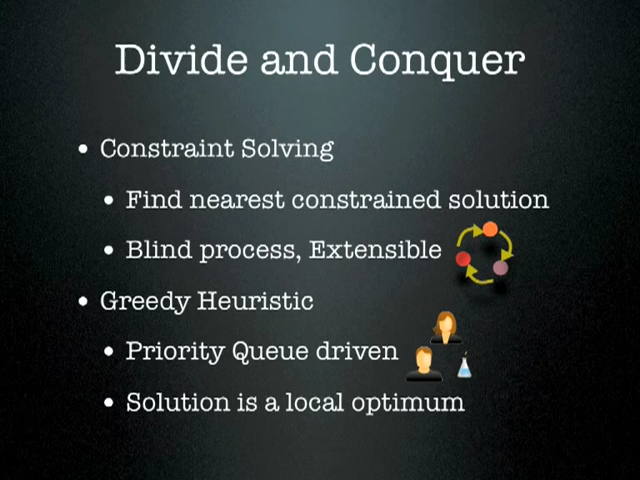 Divide and Conquer
• Constraint Solving
• Find nearest constrained solution
• Blind process, Extensible
• Greedy Heuristic
• Priority Queue driven
• Solution is a local optimum